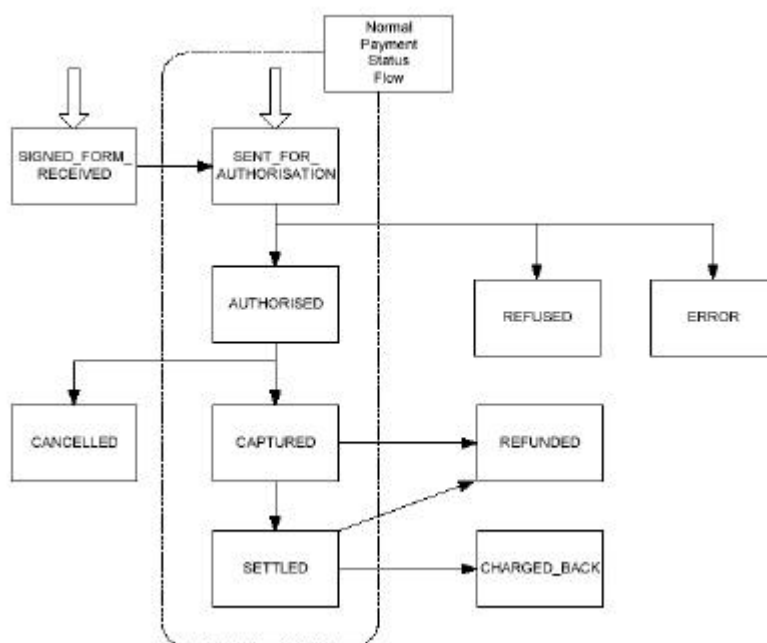 Normal
Payment
Status
Flow
SIGNED_FORM_
RECEIVED
SENT_FOR_
AUTHORISATION
AUTHORISED
REFUSED
ERROR
CANCELLED
CAPTURED
REFUNDED
SETTLED
CHARGED_BACK